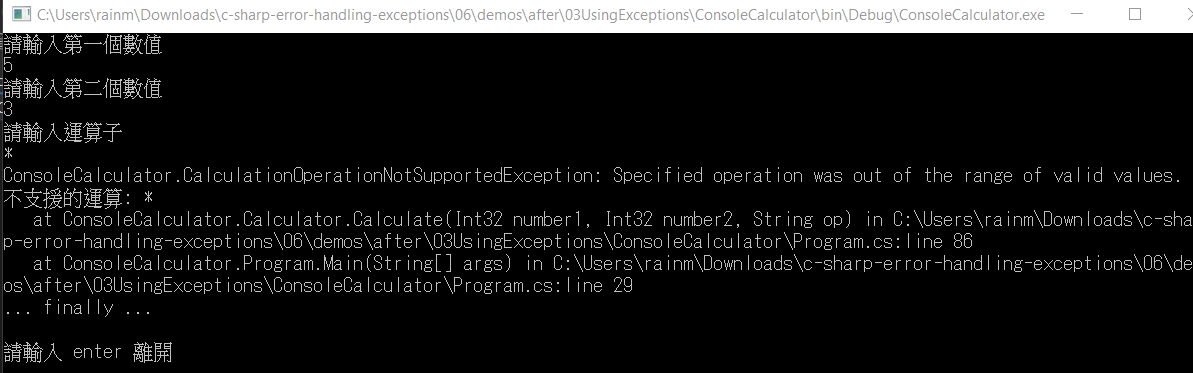 C:\Users\rainm\Downloads\c-sharp-error-handling-exceptions\06\demos\after\03UsingExceptions\ConsoleCalculator\bin\Debug\ConsoleCalculator.exe
請輸入第一個數值
5
請輸入第二個數值
3
請輸入運算子
*
ConsoleCalculator.CalculationOperationNotSupportedException: Specified operation was out of the range of valid values.
不支援的運算: *
   at ConsoleCalculator.Calculator.Calculate(Int32 number1, Int32 number2, String op) in C:\Users\rainm\Downloads\c-sha
p-error-handling-exceptions\06\demos\after\03UsingExceptions\ConsoleCalculator\Program.cs:line 86
   at ConsoleCalculator.Program.Main(String[] args) in C:\Users\rainm\Downloads\c-sharp-error-handling-exceptions\06\de
os\after\03UsingExceptions\ConsoleCalculator\Program.cs:line 29
... finally ...
請輸入 enter 離開